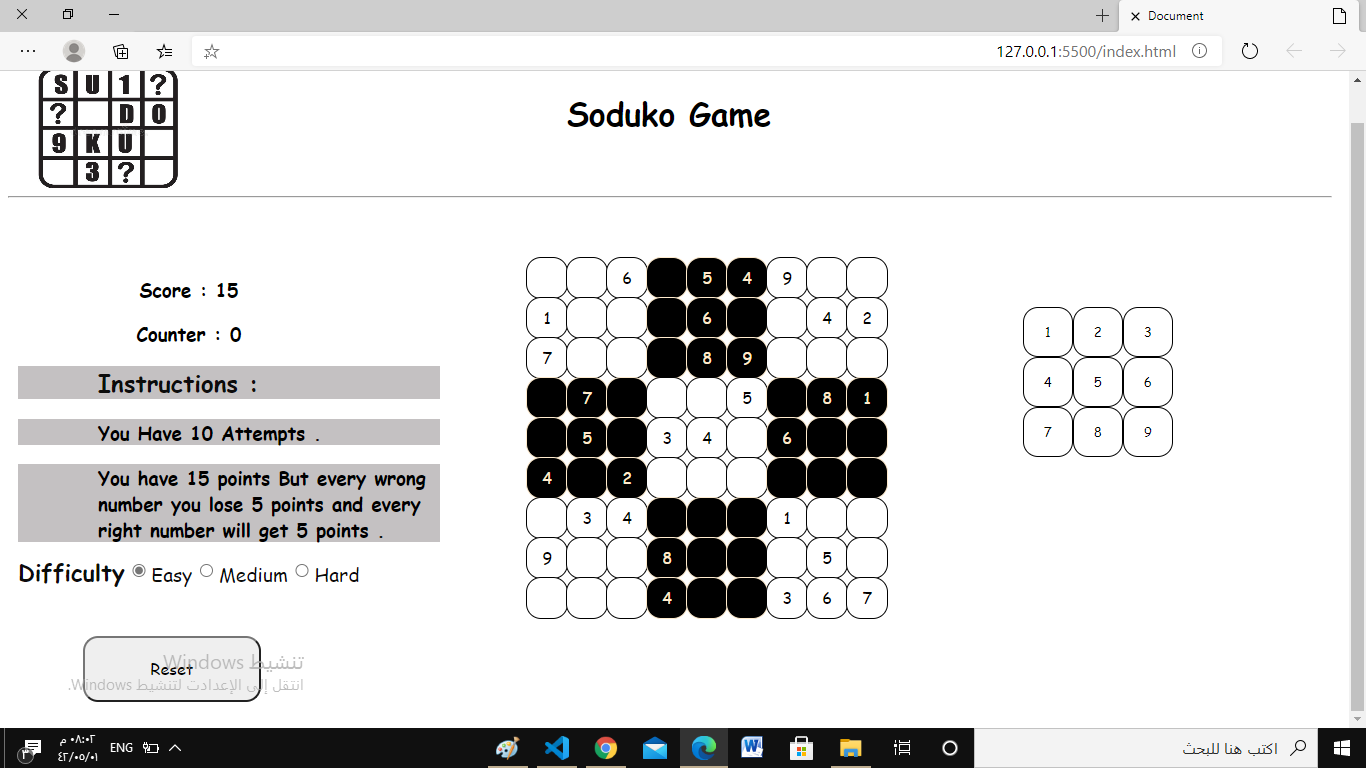 Document
127.0.0.1:5500/index.html
S U 1 ?
? D O
9 K U
3 ?
Soduko Game
Score : 15
Counter : 0
Instructions :
You Have 10 Attempts .
You have 15 points But every wrong
number you lose 5 points and every
right number will get 5 points .
Difficulty Easy Medium Hard
Reset
6 5 4 9
1 6 4 2
7 8 9
7 5 8 1
5 3 4 6
4 2
3 4 1
9 8 5
4 3 6 7
1 2 3
4 5 6
7 8 9
تنشيط Windows
انتقل إلى الإعدادت لتنشيط Windows.
٣
٠٨:٠٢ م
٤٢/٠٥/٠١
ENG
اكتب هنا للبحث